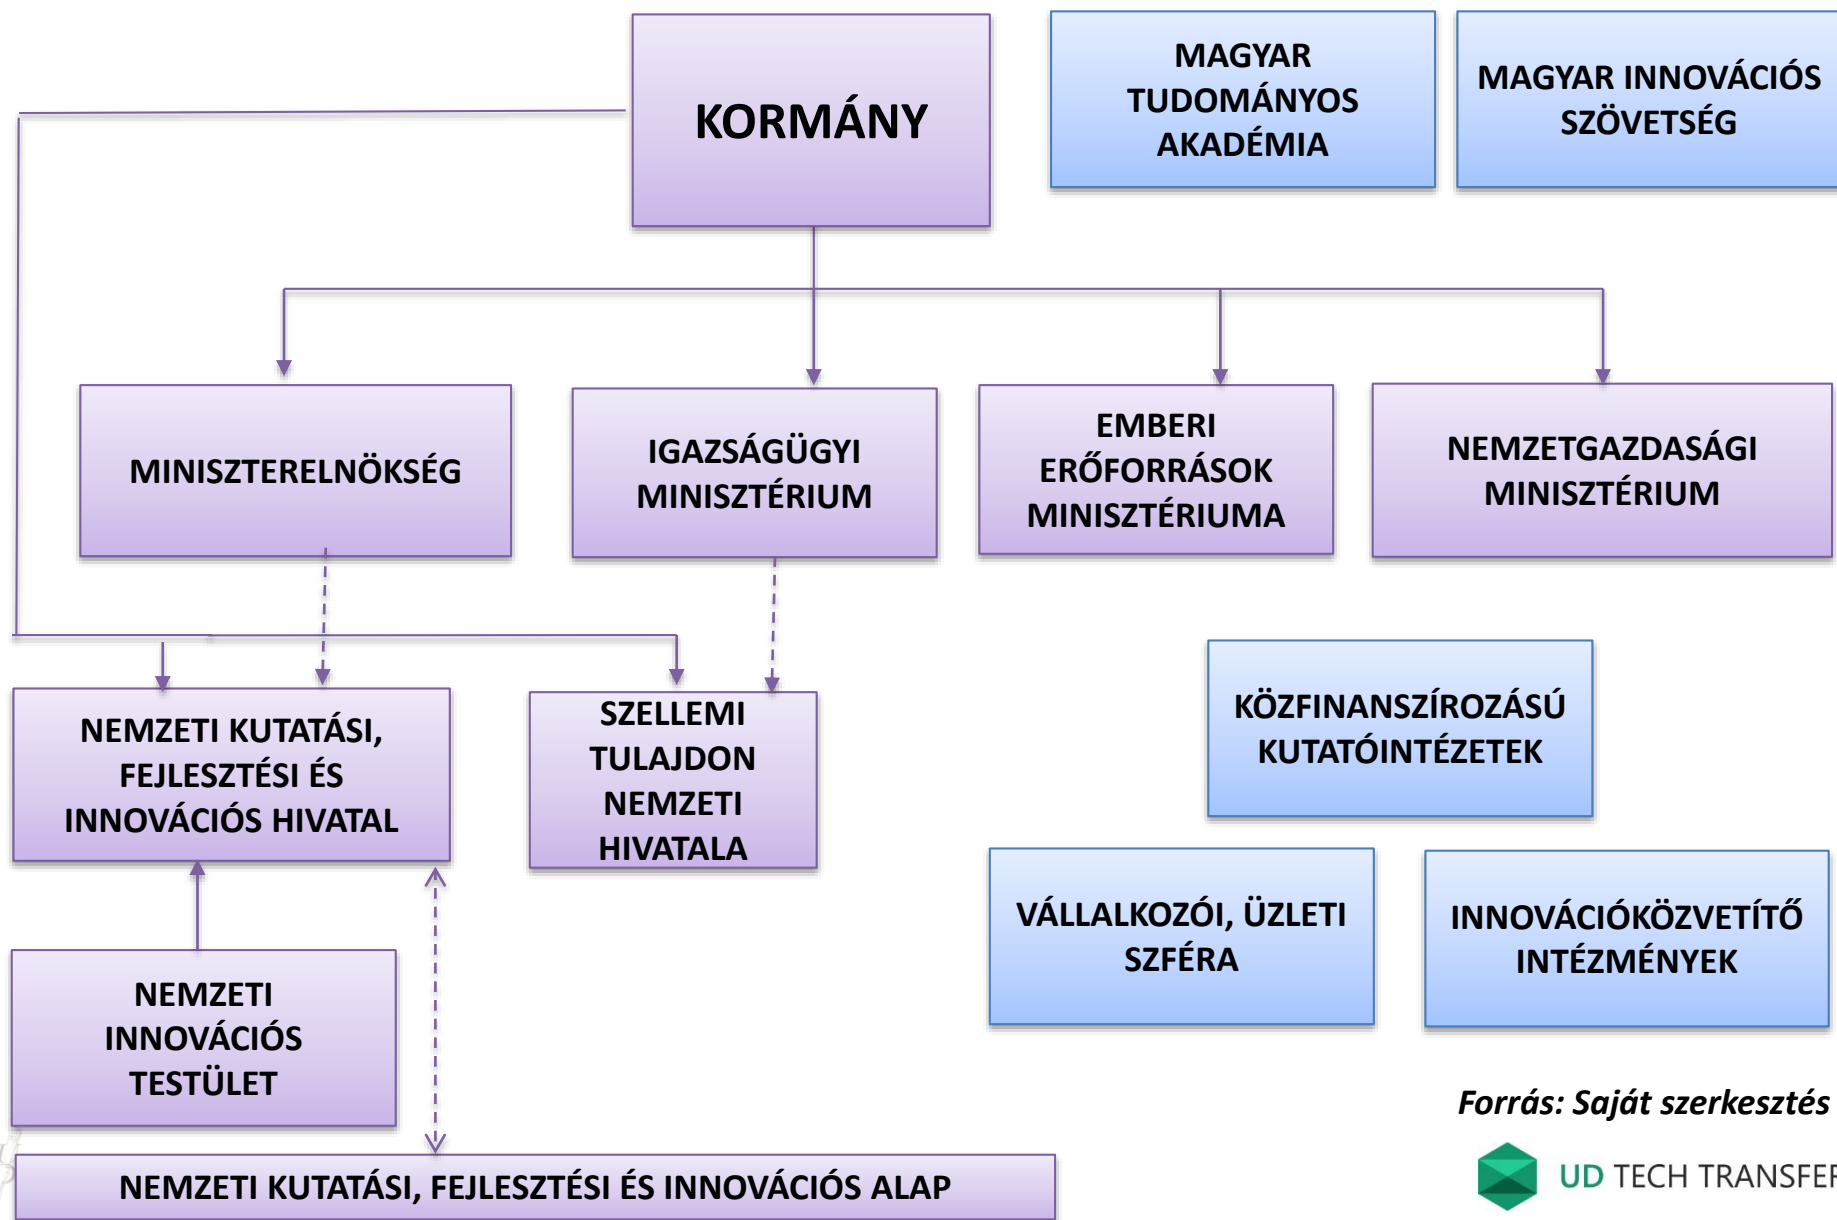 KORMÁNY
MAGYAR
TUDOMÁNYOS
AKADÉMIA
MAGYAR INNOVÁCIÓS
SZÖVETSÉG
MINISZTERELNÖKSÉG
IGAZSÁGÜGYI
MINISZTÉRIUM
EMBERI
ERŐFORRÁSOK
MINISZTÉRIUMA
NEMZETGAZDASÁGI
MINISZTÉRIUM
NEMZETI KUTATÁSI,
FEJLESZTÉSI ÉS
INNOVÁCIÓS HIVATAL
SZELLEMI
TULAJDON
NEMZETI
HIVATALA
KÖZFINANSZÍROZÁSÚ
KUTATÓINTÉZETEK
VÁLLALKOZÓI, ÜZLETI
SZFÉRA
INNOVÁCIÓKÖZVETÍTŐ
INTÉZMÉNYEK
NEMZETI
INNOVÁCIÓS
TESTÜLET
NEMZETI KUTATÁSI, FEJLESZTÉSI ÉS INNOVÁCIÓS ALAP
Forrás: Saját szerkesztés
UD TECH TRANSFER